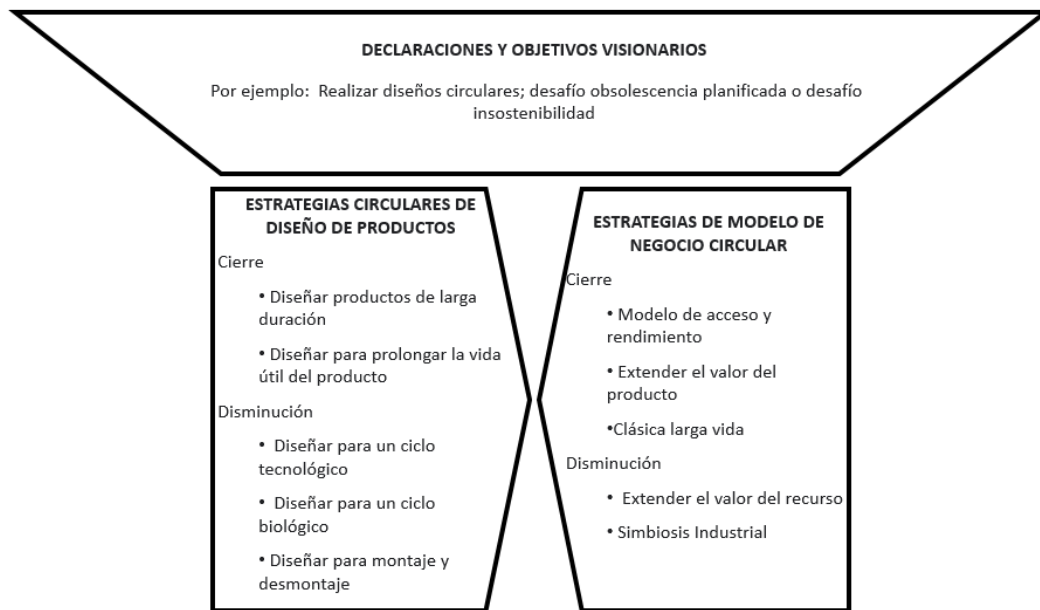 DECLARACIONES Y OBJETIVOS VISIONARIOS
Por ejemplo: Realizar diseños circulares; desafío obsolescencia planificada o desafío
insostenibilidad
ESTRATEGIAS CIRCULARES DE
DISEÑO DE PRODUCTOS
Cierre
• Diseñar productos de larga
duración
• Diseñar para prolongar la vida
útil del producto
Disminución
• Diseñar para un ciclo
tecnológico
• Diseñar para un ciclo
biológico
• Diseñar para montaje y
desmontaje
ESTRATEGIAS DE MODELO DE
NEGOCIO CIRCULAR
Cierre
• Modelo de acceso y
rendimiento
• Extender el valor del
producto
•Clásica larga vida
Disminución
• Extender el valor del recurso
• Simbiosis Industrial